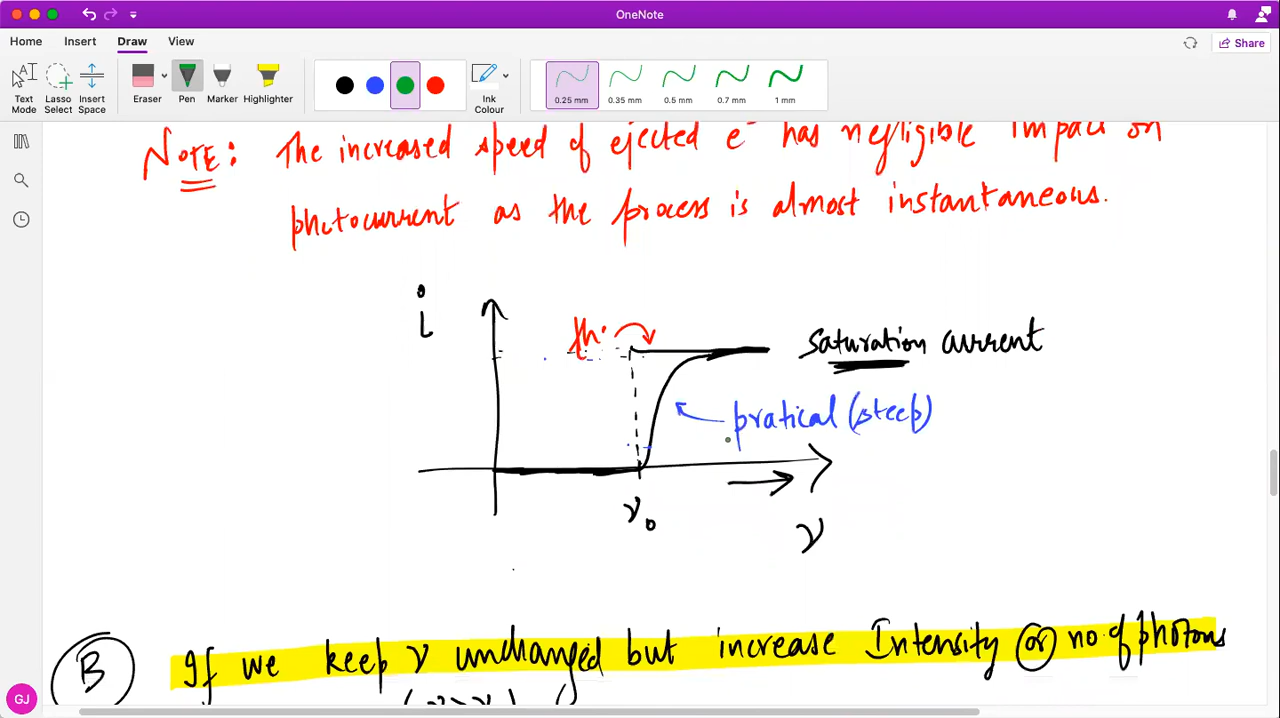 OneNote
Home Insert Draw View
Share
Text Mode
Lasso Select
Insert Space
Eraser
Pen
Marker
Highlighter
Ink Colour
0.25 mm
0.35 mm
0.5 mm
0.7 mm
1 mm
NOTE: The increased speed of ejected e⁻ has negligible impact on
photocurrent as the process is almost instantaneous.
i
th.
saturation current
pratical (steep)
ν₀
ν
B
If we keep ν unchanged but increase Intensity or no. of photons
GJ